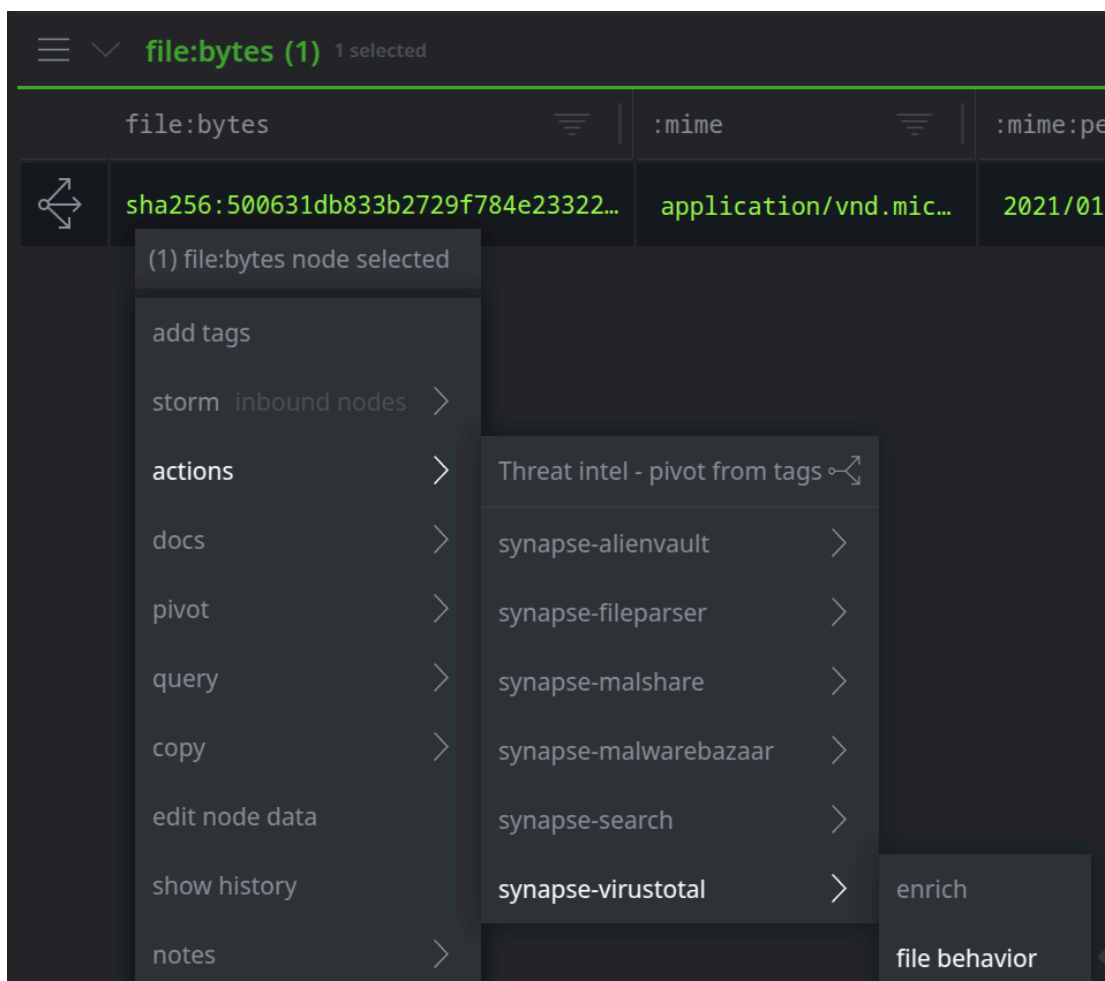 file:bytes (1) 1 selected
file:bytes :mime :mime:pe
sha256:500631db833b2729f784e23322… application/vnd.mic… 2021/01
(1) file:bytes node selected
add tags
storm inbound nodes
actions
docs
pivot
query
copy
edit node data
show history
notes
Threat intel - pivot from tags
synapse-alienvault
synapse-fileparser
synapse-malshare
synapse-malwarebazaar
synapse-search
synapse-virustotal
enrich
file behavior